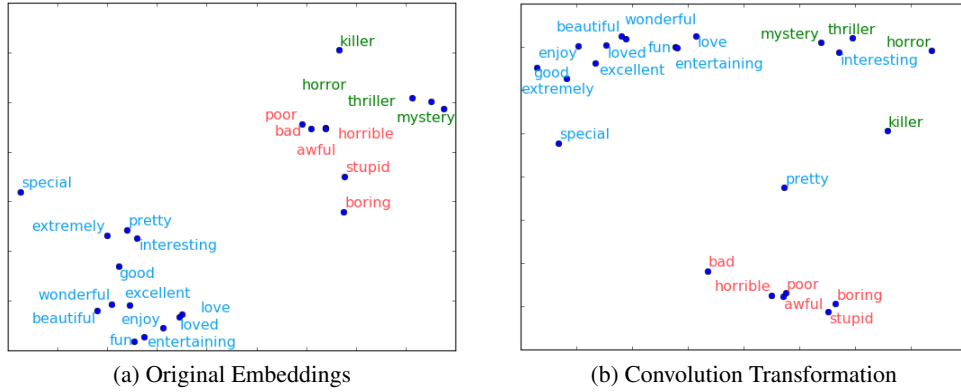 killer
horror
thriller
mystery
poor
bad
horrible
awful
stupid
boring
special
extremely
pretty
interesting
good
wonderful
excellent
beautiful
enjoy
love
loved
fun
entertaining
(a) Original Embeddings
beautiful
wonderful
mystery
thriller
enjoy
loved
fun
love
horror
good
excellent
entertaining
interesting
extremely
special
killer
pretty
bad
horrible
poor
awful
boring
stupid
(b) Convolution Transformation